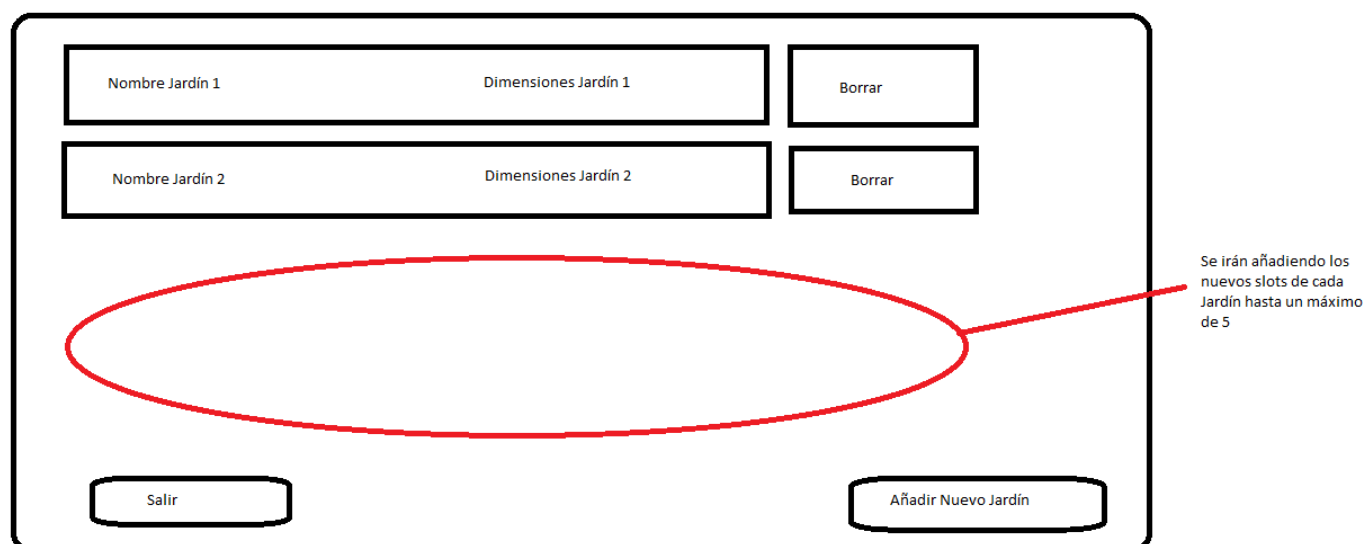 Nombre Jardín 1
Dimensiones Jardín 1
Borrar
Nombre Jardín 2
Dimensiones Jardín 2
Borrar
Se irán añadiendo los
nuevos slots de cada
Jardín hasta un máximo
de 5
Salir
Añadir Nuevo Jardín